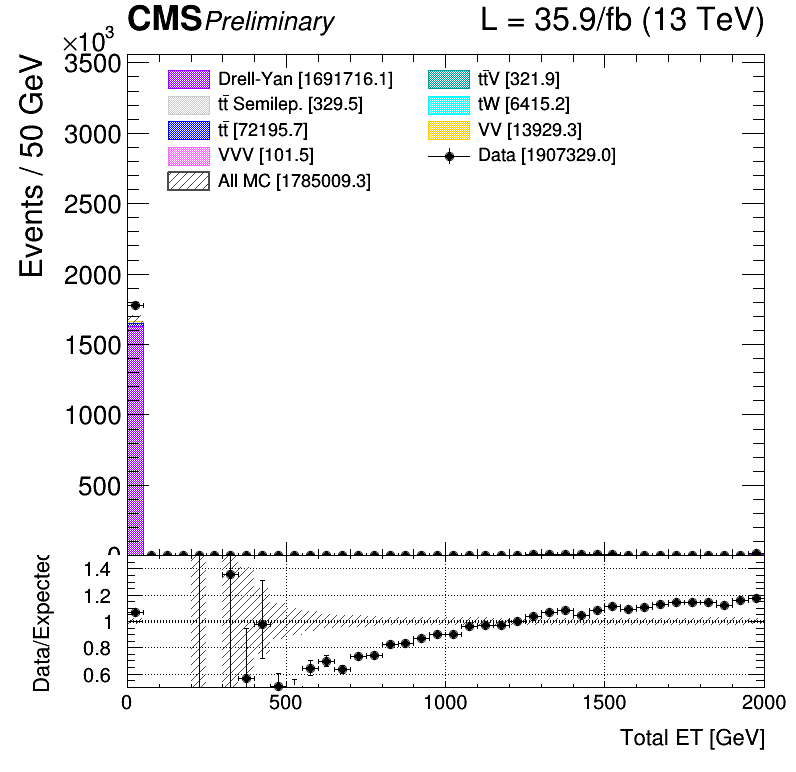 CMS Preliminary L = 35.9/fb (13 TeV)
×10³
Events / 50 GeV
3500
3000
2500
2000
1500
1000
500
0
Drell-Yan [1691716.1]
tt̄ Semilep. [329.5]
tt̄ [72195.7]
VVV [101.5]
All MC [1785009.3]
tt̄V [321.9]
tW [6415.2]
VV [13929.3]
Data [1907329.0]
Data/Expected
1.4
1.2
1
0.8
0.6
0 500 1000 1500 2000
Total ET [GeV]